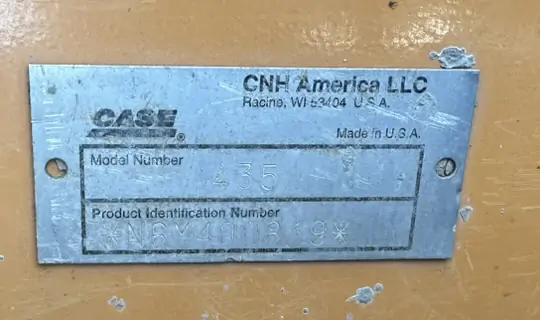 CNH America LLC
Racine, WI 53404 U.S.A.
CASE
®
Made in U.S.A.
Model Number
435
Product Identification Number